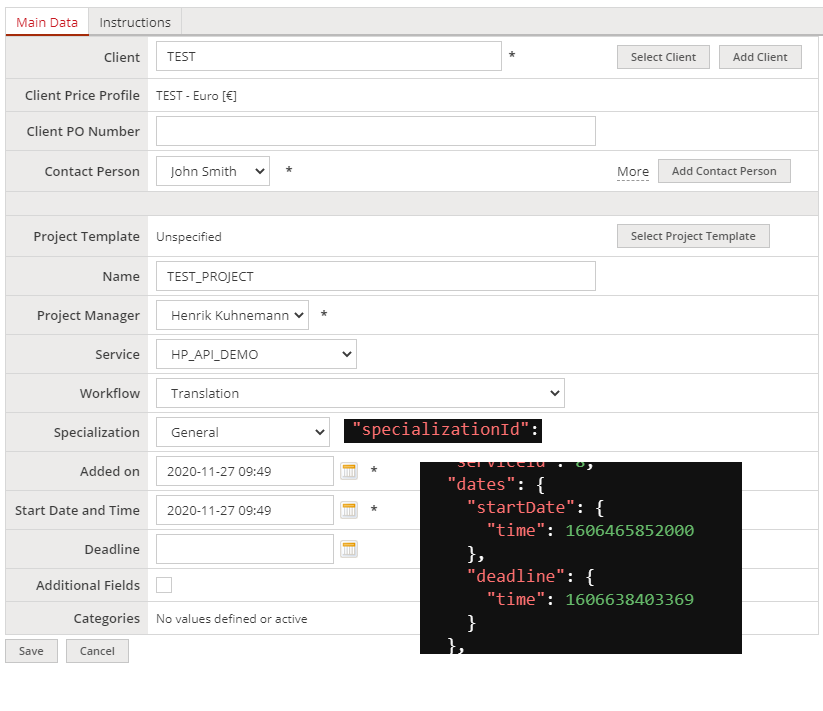 Main Data Instructions
Client TEST * Select Client Add Client
Client Price Profile TEST - Euro [€]
Client PO Number
Contact Person John Smith * More Add Contact Person
Project Template Unspecified Select Project Template
Name TEST_PROJECT
Project Manager Henrik Kuhnemann *
Service HP_API_DEMO
Workflow Translation
Specialization General "specializationId":
Added on 2020-11-27 09:49 *
"serviceId": 8,
"dates": {
Start Date and Time 2020-11-27 09:49 *
"startDate": {
"time": 1606465852000
},
Deadline
"deadline": {
Additional Fields
"time": 1606638403369
}
Categories No values defined or active
},
Save Cancel